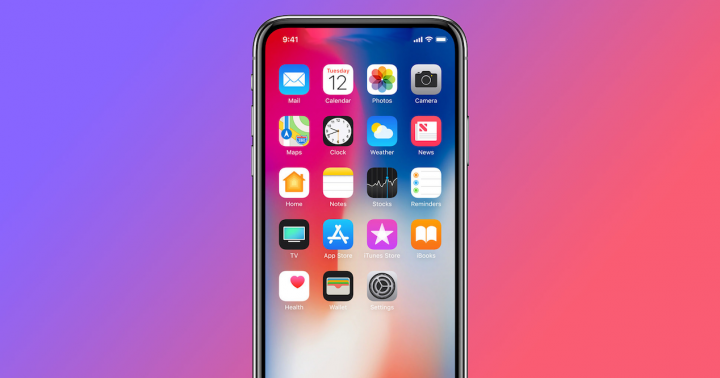 9:41
Tuesday
12
Mail
Calendar
Photos
Camera
Maps
Clock
Weather
News
Home
Notes
Stocks
Reminders
TV
App Store
iTunes Store
iBooks
Health
Wallet
Settings